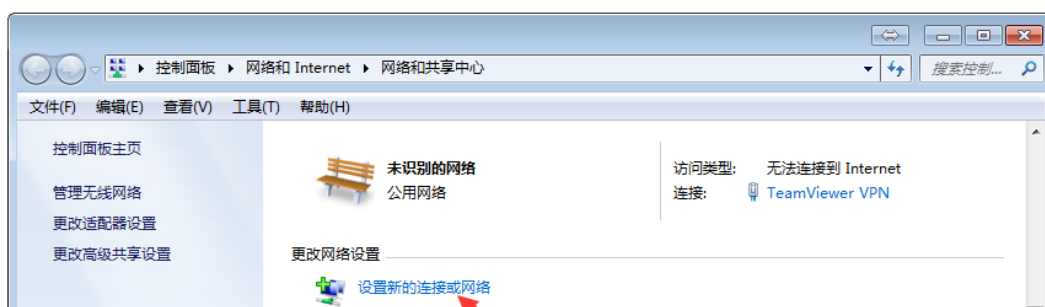 控制面板 ▸ 网络和 Internet ▸ 网络和共享中心
搜索控制...
文件(F) 编辑(E) 查看(V) 工具(T) 帮助(H)
控制面板主页
管理无线网络
更改适配器设置
更改高级共享设置
未识别的网络
公用网络
访问类型: 无法连接到 Internet
连接: TeamViewer VPN
更改网络设置
设置新的连接或网络